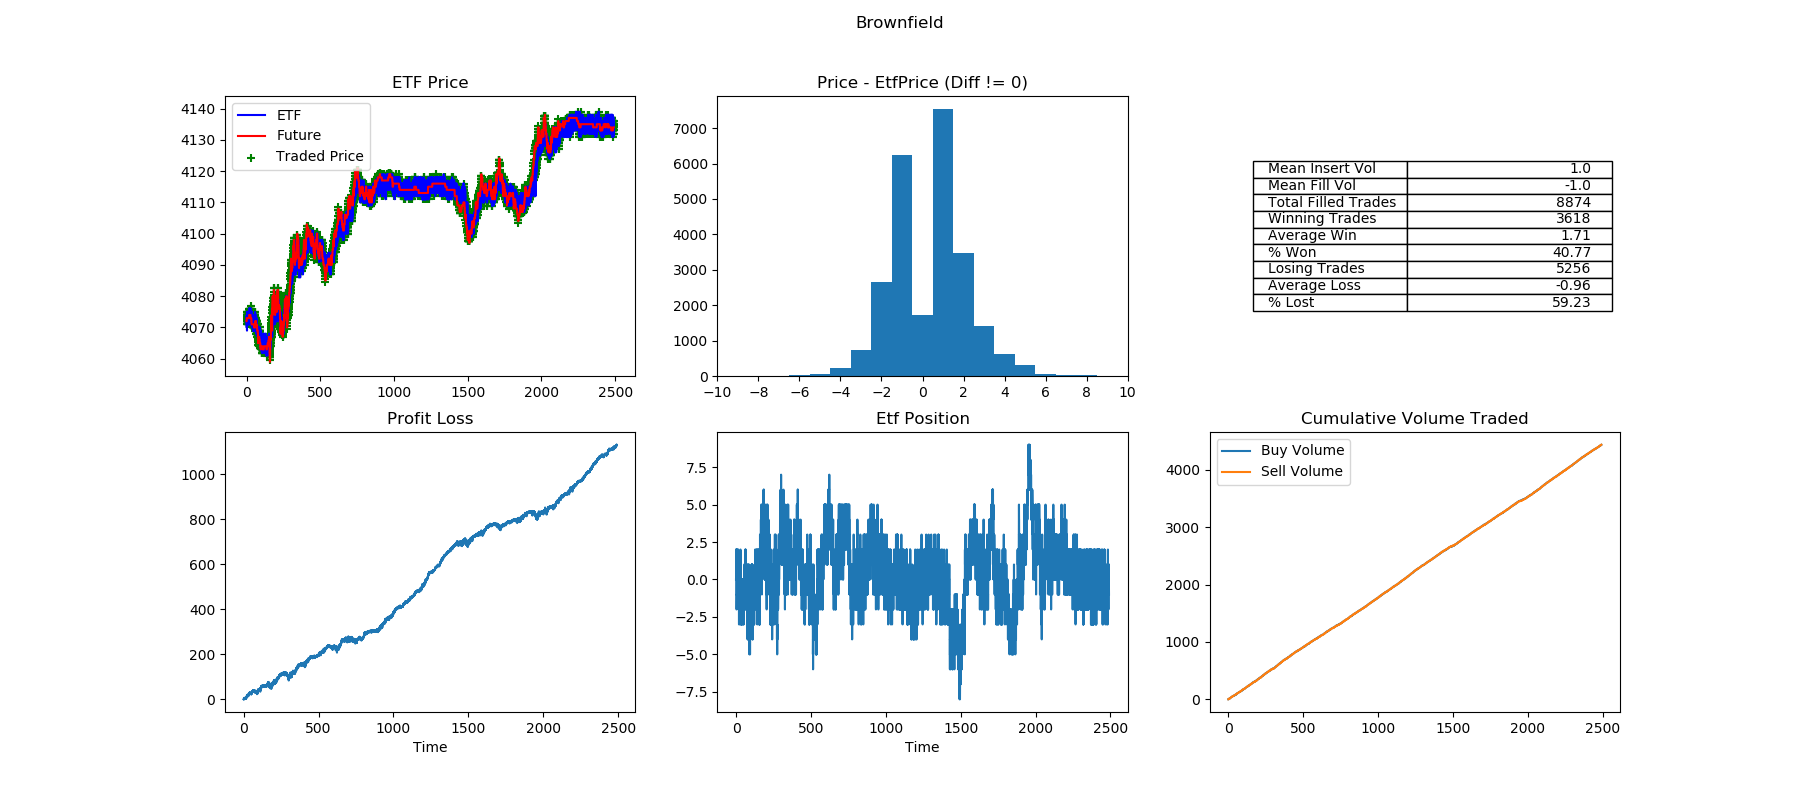 Brownfield
ETF Price
4140
4130
4120
4110
4100
4090
4080
4070
4060
ETF
Future
Traded Price
0 500 1000 1500 2000 2500
Price - EtfPrice (Diff != 0)
7000
6000
5000
4000
3000
2000
1000
0
−10 −8 −6 −4 −2 0 2 4 6 8 10
Mean Insert Vol 1.0
Mean Fill Vol -1.0
Total Filled Trades 8874
Winning Trades 3618
Average Win 1.71
% Won 40.77
Losing Trades 5256
Average Loss -0.96
% Lost 59.23
Profit Loss
1000
800
600
400
200
0
0 500 1000 1500 2000 2500
Time
Etf Position
7.5
5.0
2.5
0.0
−2.5
−5.0
−7.5
0 500 1000 1500 2000 2500
Time
Cumulative Volume Traded
Buy Volume
Sell Volume
4000
3000
2000
1000
0
0 500 1000 1500 2000 2500